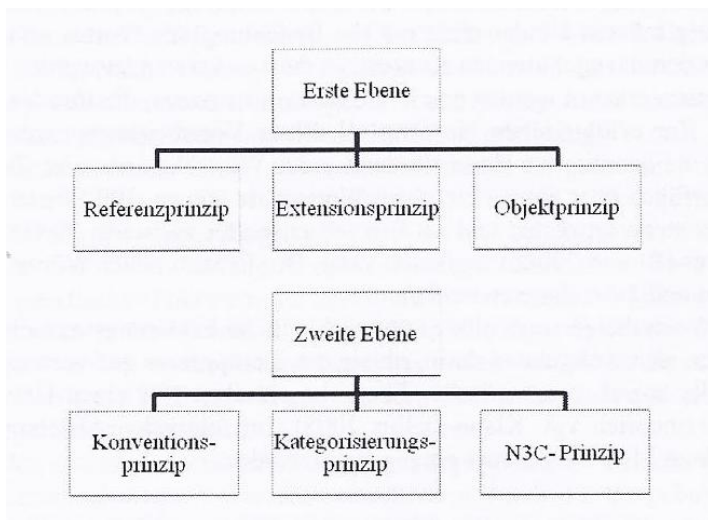 Erste Ebene
Referenzprinzip
Extensionsprinzip
Objektprinzip
Zweite Ebene
Konventions-
prinzip
Kategorisierungs-
prinzip
N3C-Prinzip